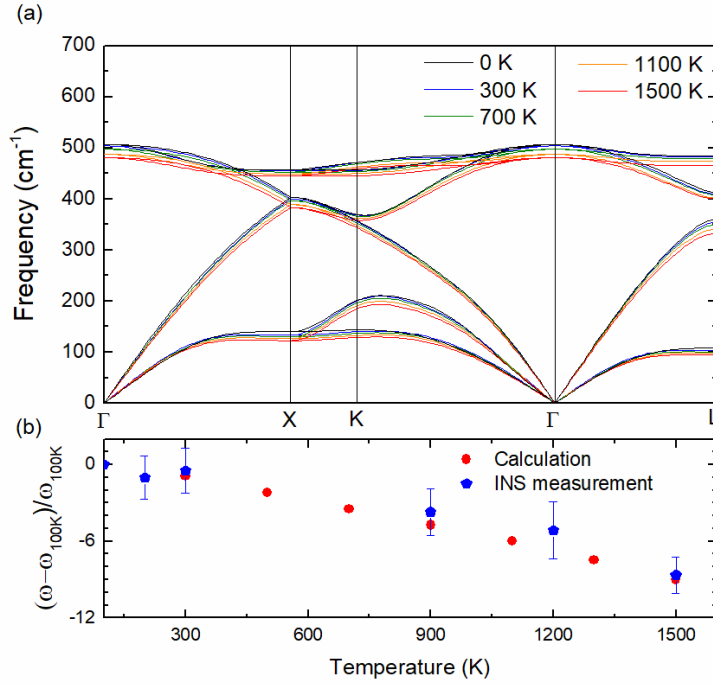 (a)
700
600
500
400
300
200
100
0
Frequency (cm⁻¹)
0 K
300 K
700 K
1100 K
1500 K
Γ X K Γ L
(b)
0
-6
-12
(ω−ω₁₀₀K)/ω₁₀₀K
Calculation
INS measurement
300 600 900 1200 1500
Temperature (K)